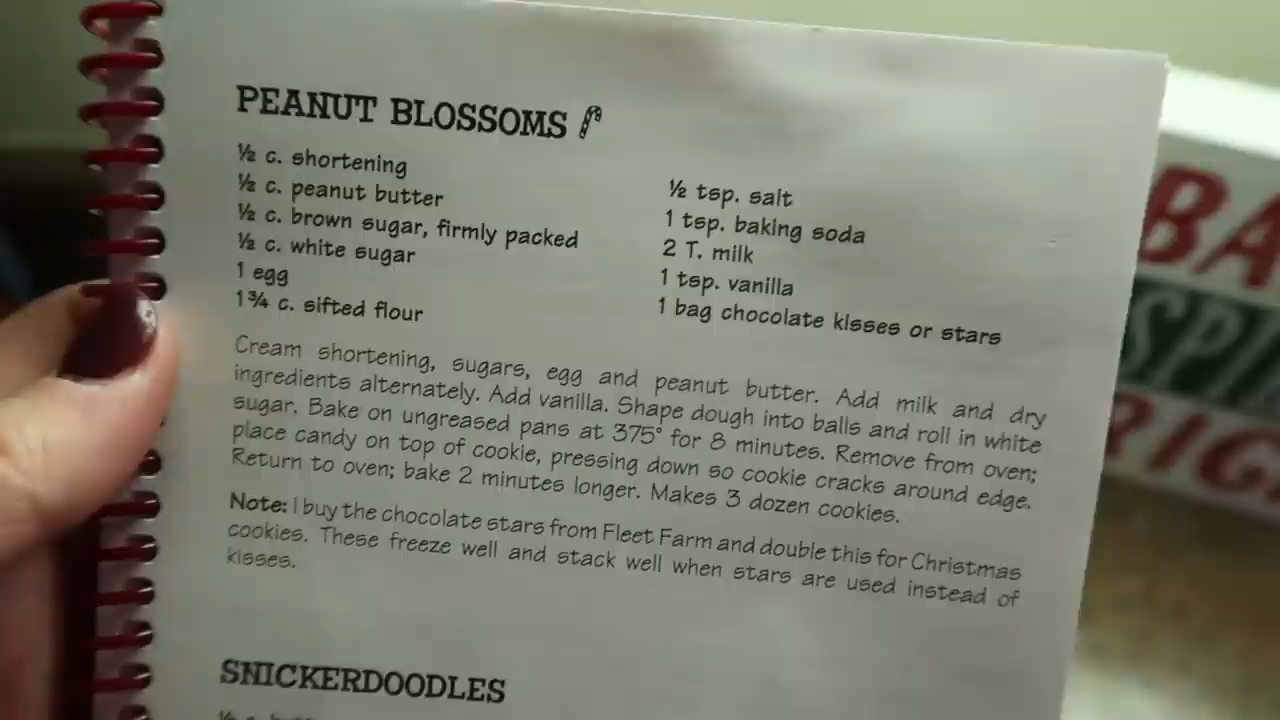 PEANUT BLOSSOMS
½ c. shortening
½ c. peanut butter
½ c. brown sugar, firmly packed
½ c. white sugar
1 egg
1¾ c. sifted flour
½ tsp. salt
1 tsp. baking soda
2 T. milk
1 tsp. vanilla
1 bag chocolate kisses or stars
Cream shortening, sugars, egg and peanut butter. Add milk and dry
ingredients alternately. Add vanilla. Shape dough into balls and roll in white
sugar. Bake on ungreased pans at 375° for 8 minutes. Remove from oven;
place candy on top of cookie, pressing down so cookie cracks around edge.
Return to oven; bake 2 minutes longer. Makes 3 dozen cookies.
Note: I buy the chocolate stars from Fleet Farm and double this for Christmas
cookies. These freeze well and stack well when stars are used instead of
kisses.
SNICKERDOODLES